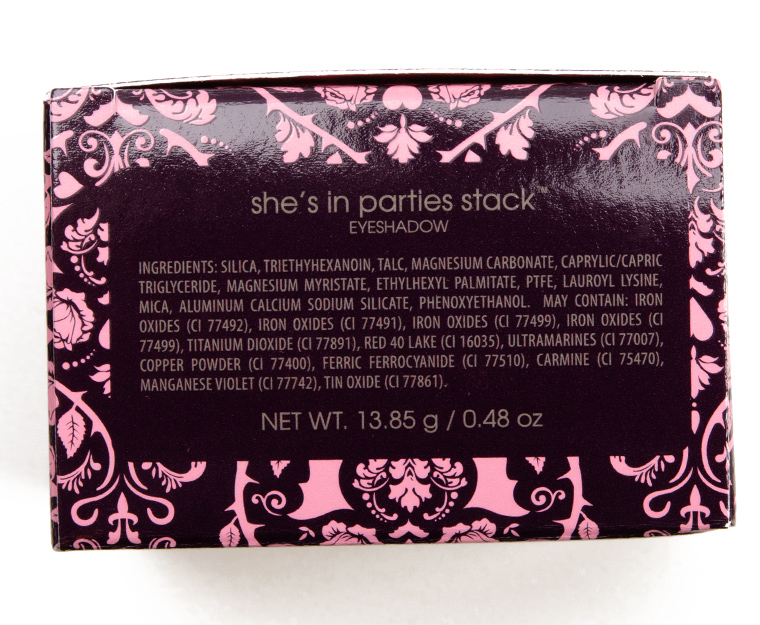 she's in parties stack™
EYESHADOW
INGREDIENTS: SILICA, TRIETHYHEXANOIN, TALC, MAGNESIUM CARBONATE, CAPRYLIC/CAPRIC
TRIGLYCERIDE, MAGNESIUM MYRISTATE, ETHYLHEXYL PALMITATE, PTFE, LAUROYL LYSINE,
MICA, ALUMINUM CALCIUM SODIUM SILICATE, PHENOXYETHANOL. MAY CONTAIN: IRON
OXIDES (CI 77492), IRON OXIDES (CI 77491), IRON OXIDES (CI 77499), IRON OXIDES (CI
77499), TITANIUM DIOXIDE (CI 77891), RED 40 LAKE (CI 16035), ULTRAMARINES (CI 77007),
COPPER POWDER (CI 77400), FERRIC FERROCYANIDE (CI 77510), CARMINE (CI 75470),
MANGANESE VIOLET (CI 77742), TIN OXIDE (CI 77861).
NET WT. 13.85 g / 0.48 oz